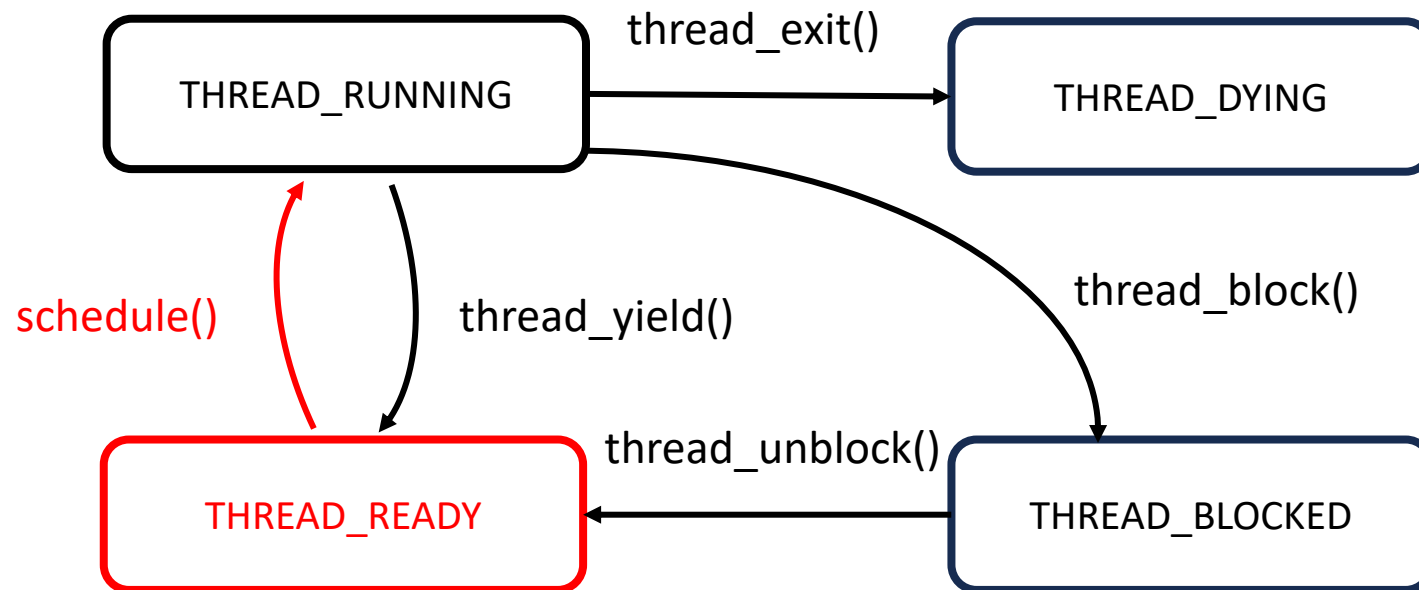 thread_exit()
THREAD_RUNNING
THREAD_DYING
schedule()
thread_yield()
thread_block()
thread_unblock()
THREAD_READY
THREAD_BLOCKED